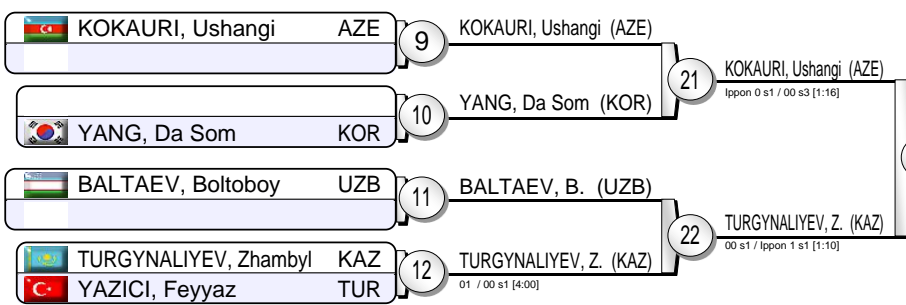 KOKAURI, Ushangi AZE
9
KOKAURI, Ushangi (AZE)
21
KOKAURI, Ushangi (AZE)
Ippon 0 s1 / 00 s3 [1:16]
10
YANG, Da Som (KOR)
YANG, Da Som KOR
BALTAEV, Boltoboy UZB
11
BALTAEV, B. (UZB)
22
TURGYNALIYEV, Z. (KAZ)
00 s1 / Ippon 1 s1 [1:10]
TURGYNALIYEV, Zhambyl KAZ
12
TURGYNALIYEV, Z. (KAZ)
01 / 00 s1 [4:00]
YAZICI, Feyyaz TUR